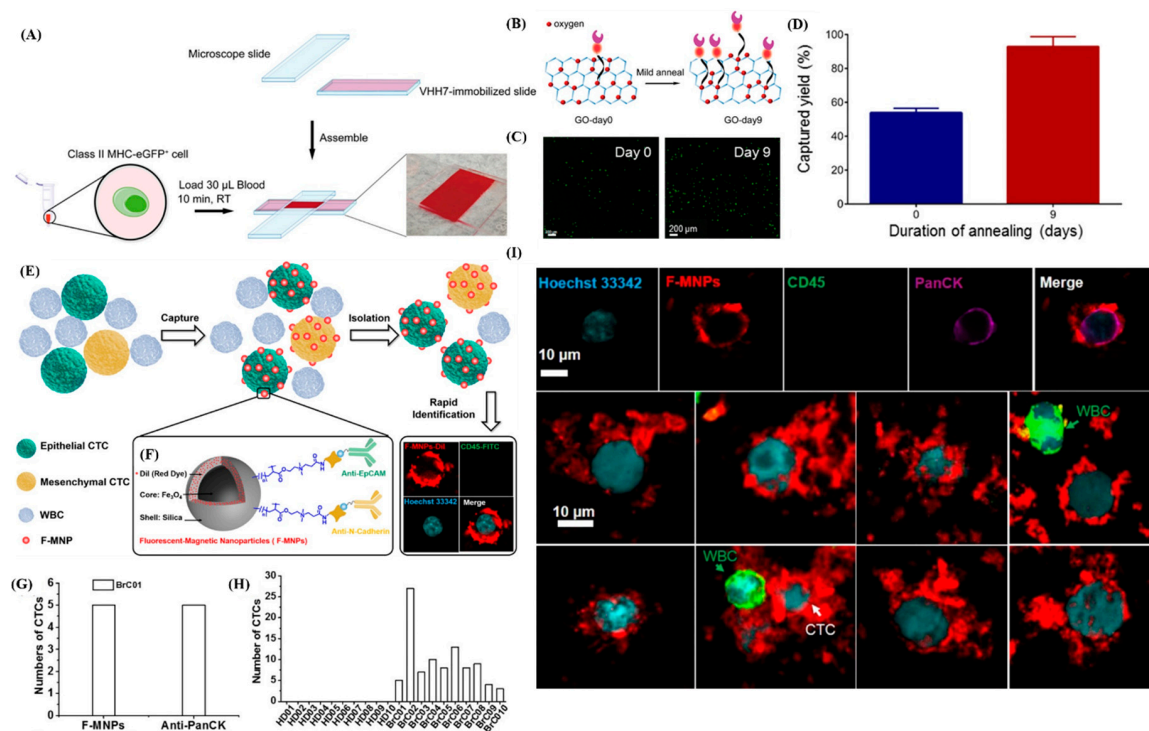 (A)
Microscope slide
VHH7-immobilized slide
Assemble
Class II MHC-eGFP⁺ cell
Load 30 µL Blood
10 min, RT
(B)
oxygen
Mild anneal
GO-day0
GO-day9
(C)
Day 0
Day 9
200 µm
(D)
Captured yield (%)
100
80
60
40
20
0
0
9
Duration of annealing (days)
(E)
Capture
Isolation
Rapid
Identification
Epithelial CTC
Mesenchymal CTC
WBC
F-MNP
(F)
Dil (Red Dye)
Core: Fe₃O₄
Shell: Silica
Anti-EpCAM
Anti-N-Cadherin
Fluorescent-Magnetic Nanoparticles ( F-MNPs)
F-MNPs-Dil
CD45-FITC
Hoechst 33342
Merge
(G)
Numbers of CTCs
6
5
4
3
2
1
0
BrC01
F-MNPs
Anti-PanCK
(H)
Number of CTCs
30
25
20
15
10
5
0
HD01
HD02
HD03
HD04
HD05
HD06
HD07
HD08
HD09
HD10
BrC01
BrC02
BrC03
BrC04
BrC05
BrC06
BrC07
BrC08
BrC09
BrC010
(I)
Hoechst 33342
F-MNPs
CD45
PanCK
Merge
10 µm
WBC
10 µm
WBC
CTC